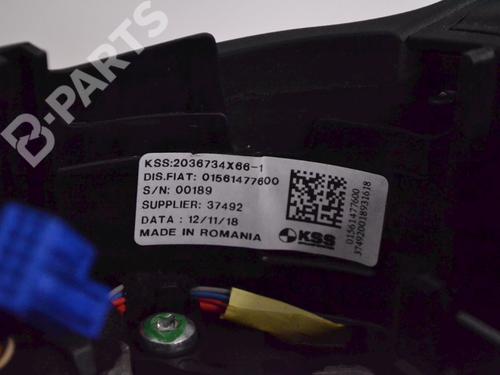 B-PARTS
KSS:2036734X66-1
DIS.FIAT: 01561477600
S/N: 00189
SUPPLIER: 37492
DATA : 12/11/18
MADE IN ROMANIA
KSS
01561477600
374920018931618